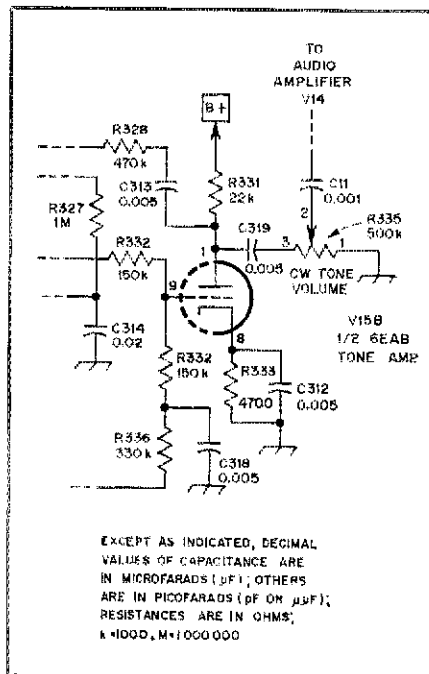 TO
AUDIO
AMPLIFIER
V14
B+
R328
470k
C313
0.005
R331
22k
C11
0.001
2
R327
1M
R335
500k
R332
150k
1
C319
0.005
3
1
CW TONE
VOLUME
9
V15B
1/2 6EA8
TONE AMP
C314
0.02
8
R332
150k
R333
4700
C312
0.005
R336
330k
C318
0.005
EXCEPT AS INDICATED, DECIMAL
VALUES OF CAPACITANCE ARE
IN MICROFARADS (µF); OTHERS
ARE IN PICOFARADS (pF OR µµF);
RESISTANCES ARE IN OHMS;
k=1000, M=1000000